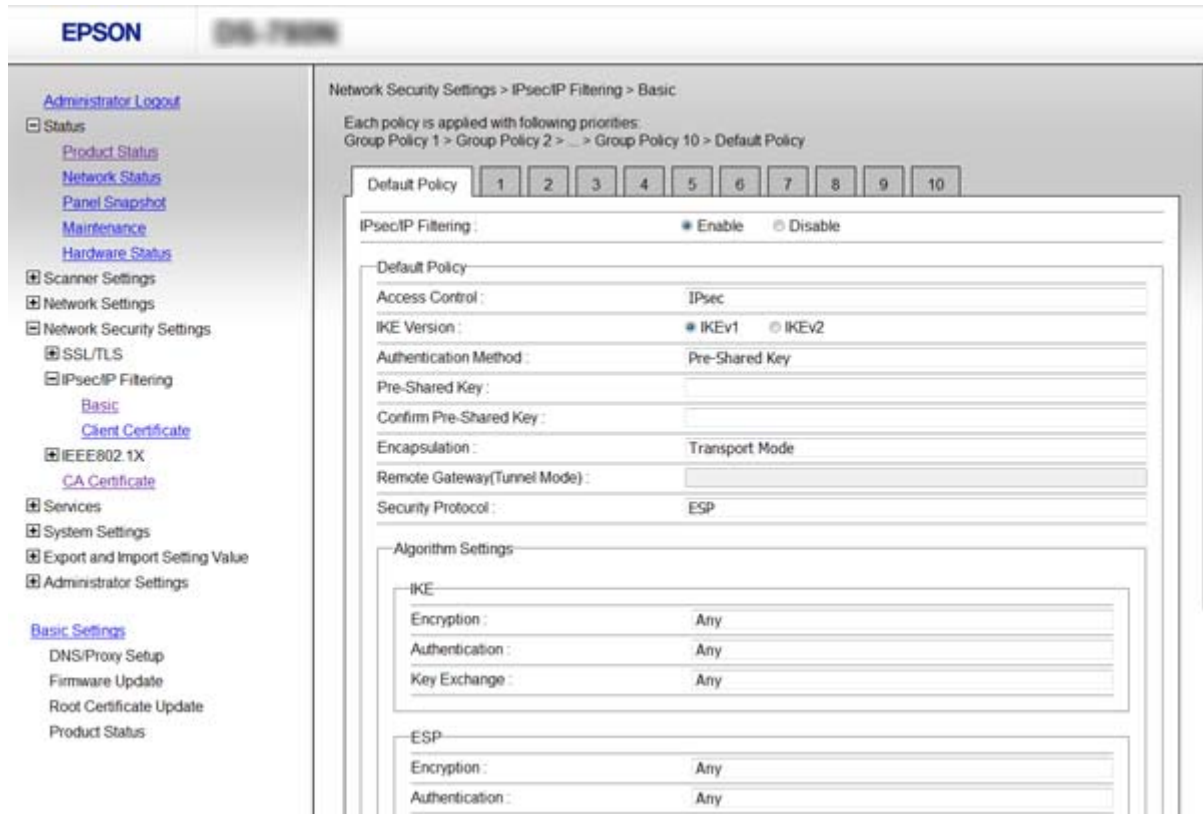 EPSON
Administrator Logout
Status
Product Status
Network Status
Panel Snapshot
Maintenance
Hardware Status
Scanner Settings
Network Settings
Network Security Settings
SSL/TLS
IPsec/IP Filtering
Basic
Client Certificate
IEEE802.1X
CA Certificate
Services
System Settings
Export and Import Setting Value
Administrator Settings
Basic Settings
DNS/Proxy Setup
Firmware Update
Root Certificate Update
Product Status
Network Security Settings > IPsec/IP Filtering > Basic
Each policy is applied with following priorities:
Group Policy 1 > Group Policy 2 > ... > Group Policy 10 > Default Policy
Default Policy 1 2 3 4 5 6 7 8 9 10
IPsec/IP Filtering : Enable Disable
Default Policy
Access Control : IPsec
IKE Version : IKEv1 IKEv2
Authentication Method : Pre-Shared Key
Pre-Shared Key :
Confirm Pre-Shared Key :
Encapsulation : Transport Mode
Remote Gateway(Tunnel Mode) :
Security Protocol : ESP
Algorithm Settings
IKE
Encryption : Any
Authentication : Any
Key Exchange : Any
ESP
Encryption : Any
Authentication : Any